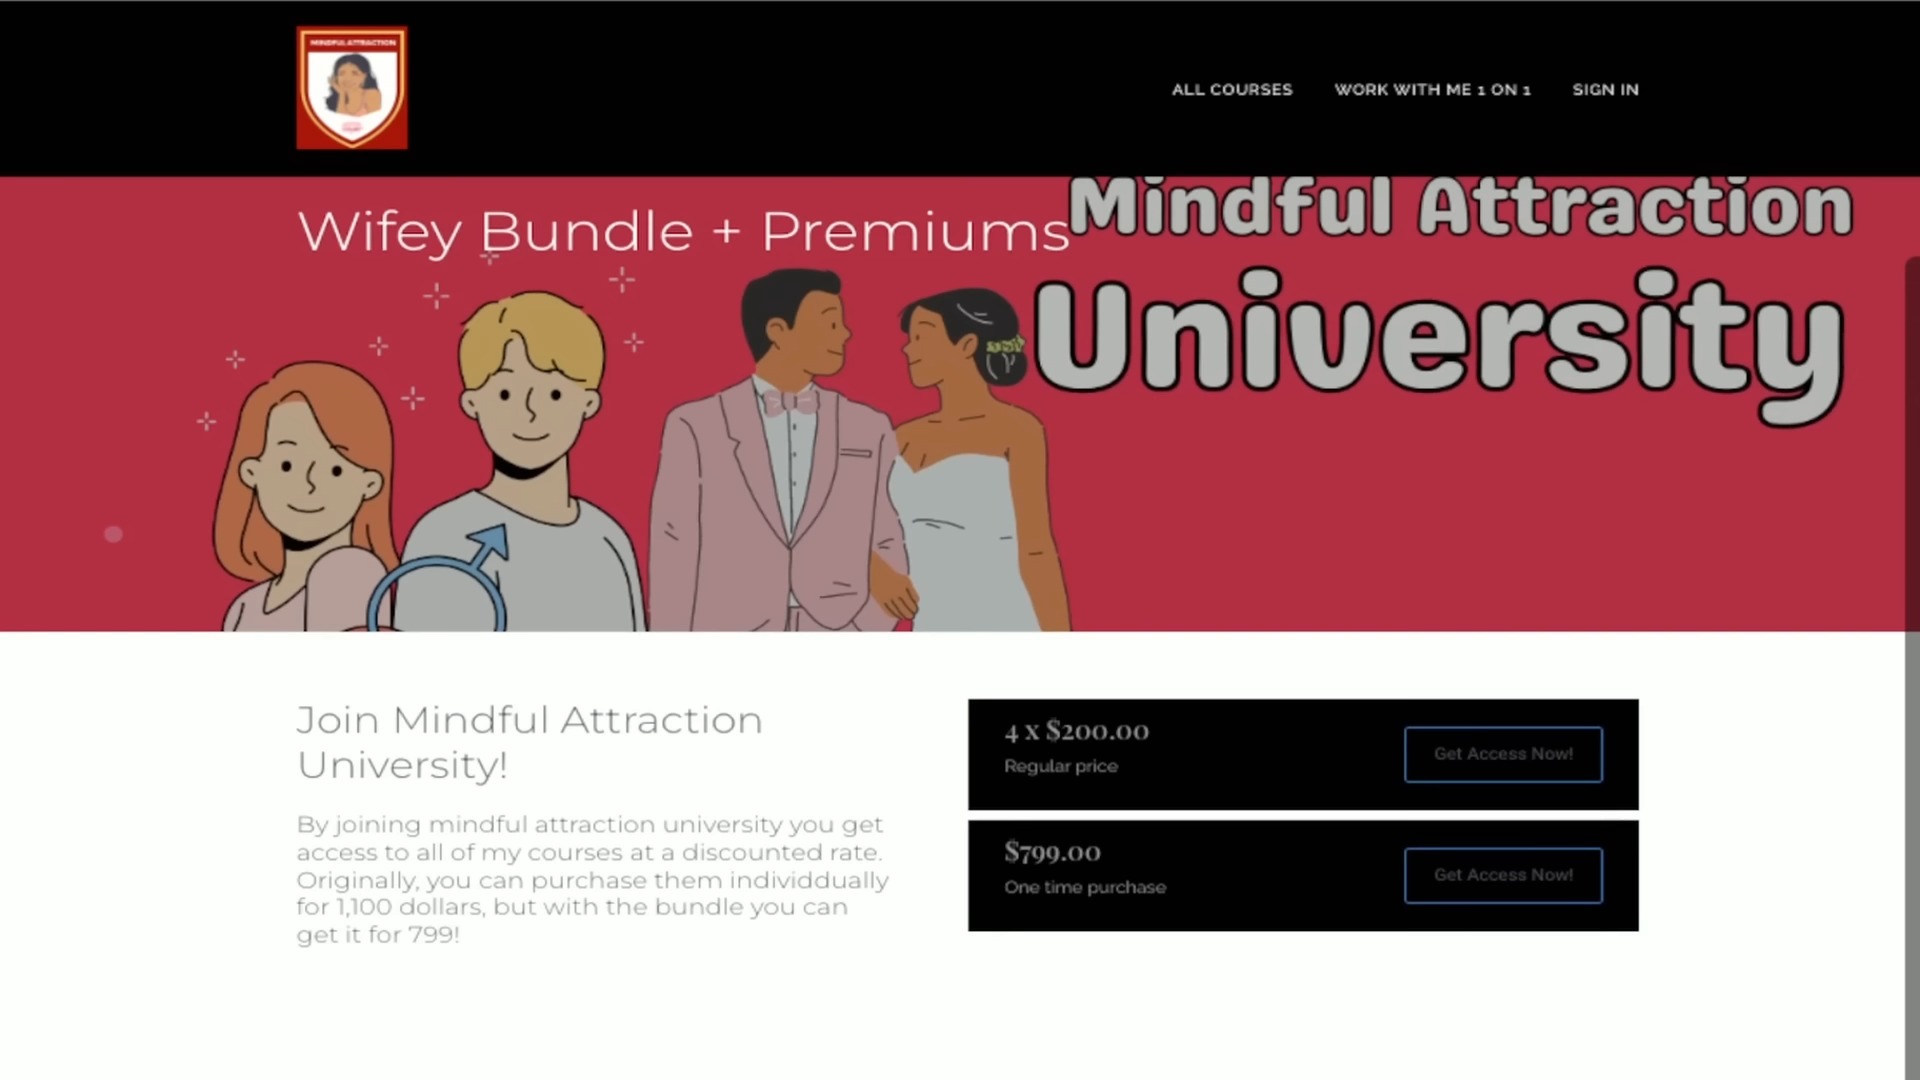 MINDFUL ATTRACTION
ALL COURSES
WORK WITH ME 1 ON 1
SIGN IN
Wifey Bundle + Premiums
Mindful Attraction
University
Join Mindful Attraction
University!
By joining mindful attraction university you get
access to all of my courses at a discounted rate.
Originally, you can purchase them individdually
for 1,100 dollars, but with the bundle you can
get it for 799!
4 x $200.00
Regular price
Get Access Now!
$799.00
One time purchase
Get Access Now!